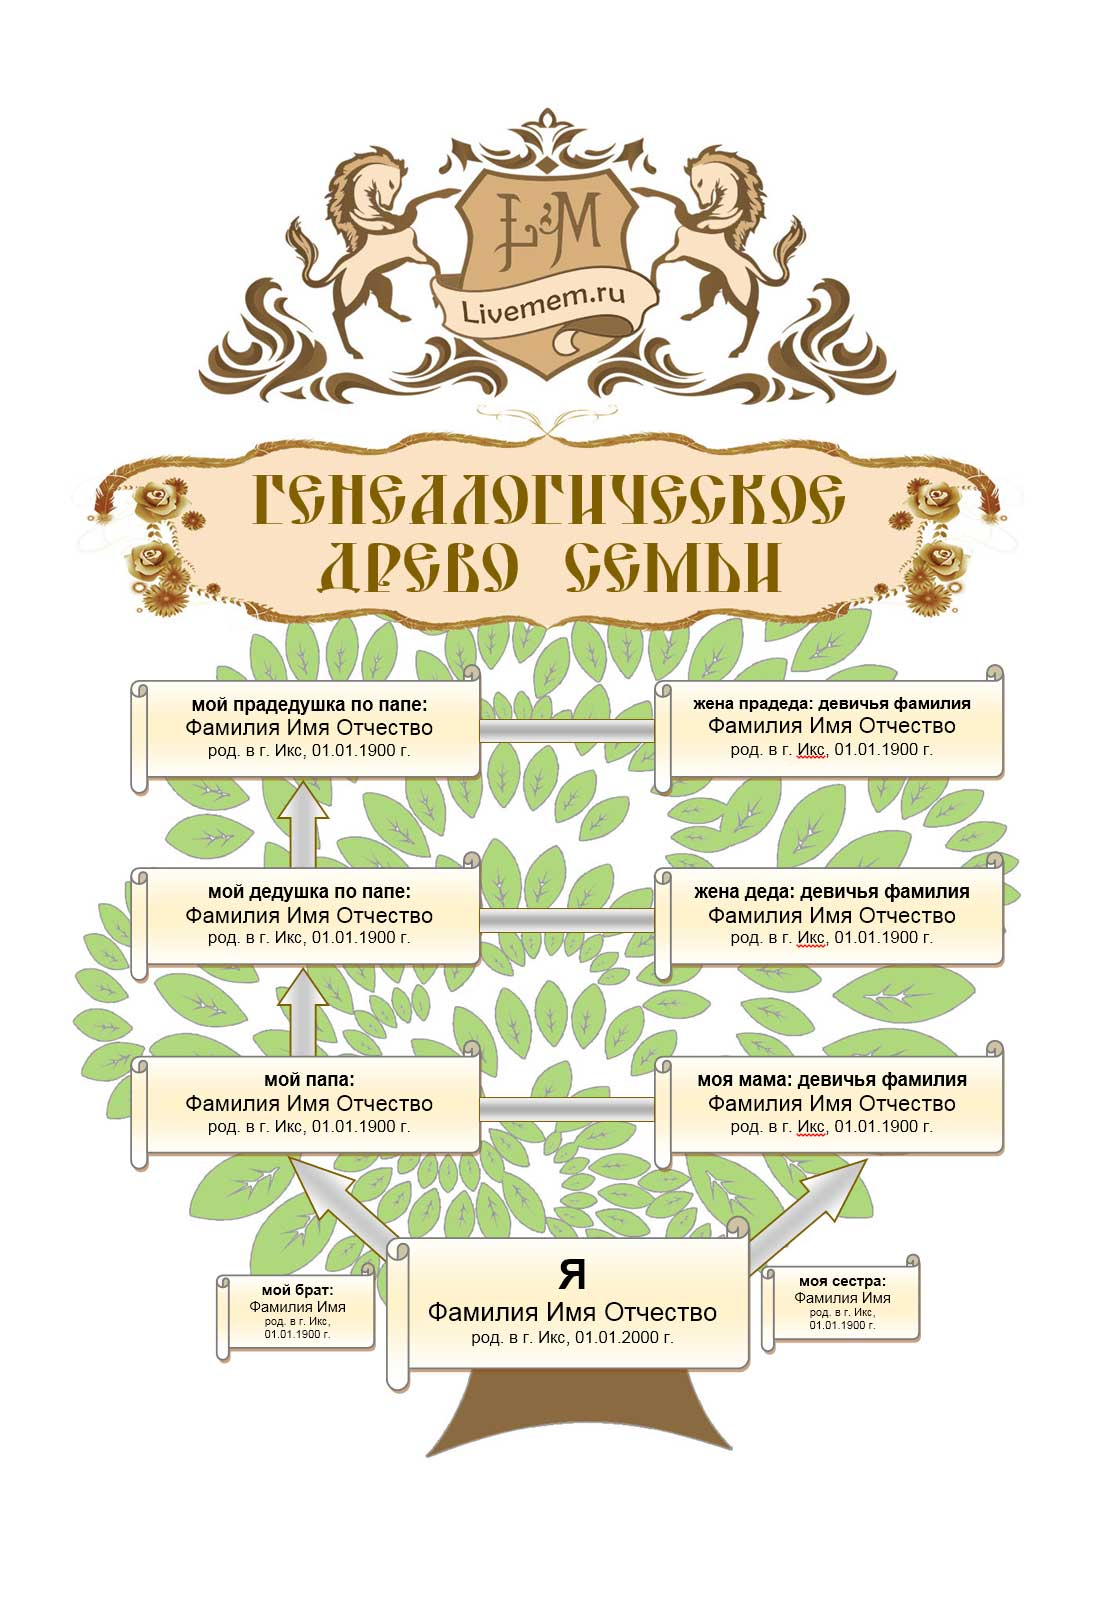 L&M
Livemem.ru
ГЕНЕАЛОГИЧЕСКОЕ
ДРЕВО СЕМЬИ
мой прадедушка по папе:
Фамилия Имя Отчество
род. в г. Икс, 01.01.1900 г.
жена прадеда: девичья фамилия
Фамилия Имя Отчество
род. в г. Икс, 01.01.1900 г.
мой дедушка по папе:
Фамилия Имя Отчество
род. в г. Икс, 01.01.1900 г.
жена деда: девичья фамилия
Фамилия Имя Отчество
род. в г. Икс, 01.01.1900 г.
мой папа:
Фамилия Имя Отчество
род. в г. Икс, 01.01.1900 г.
моя мама: девичья фамилия
Фамилия Имя Отчество
род. в г. Икс, 01.01.1900 г.
мой брат:
Фамилия Имя
род. в г. Икс,
01.01.1900 г.
Я
Фамилия Имя Отчество
род. в г. Икс, 01.01.2000 г.
моя сестра:
Фамилия Имя
род. в г. Икс,
01.01.1900 г.